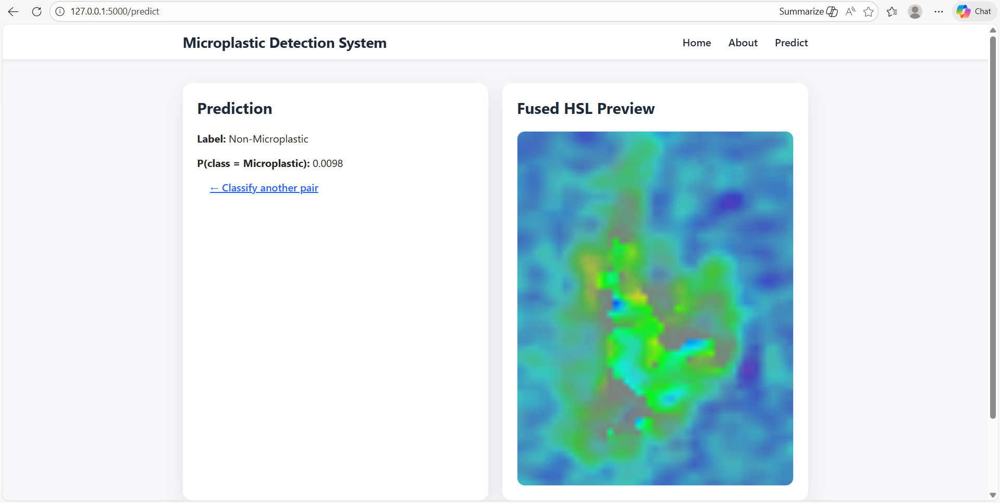 127.0.0.1:5000/predict
Summarize
Chat
Microplastic Detection System
Home
About
Predict
Prediction
Label: Non-Microplastic
P(class = Microplastic): 0.0098
← Classify another pair
Fused HSL Preview